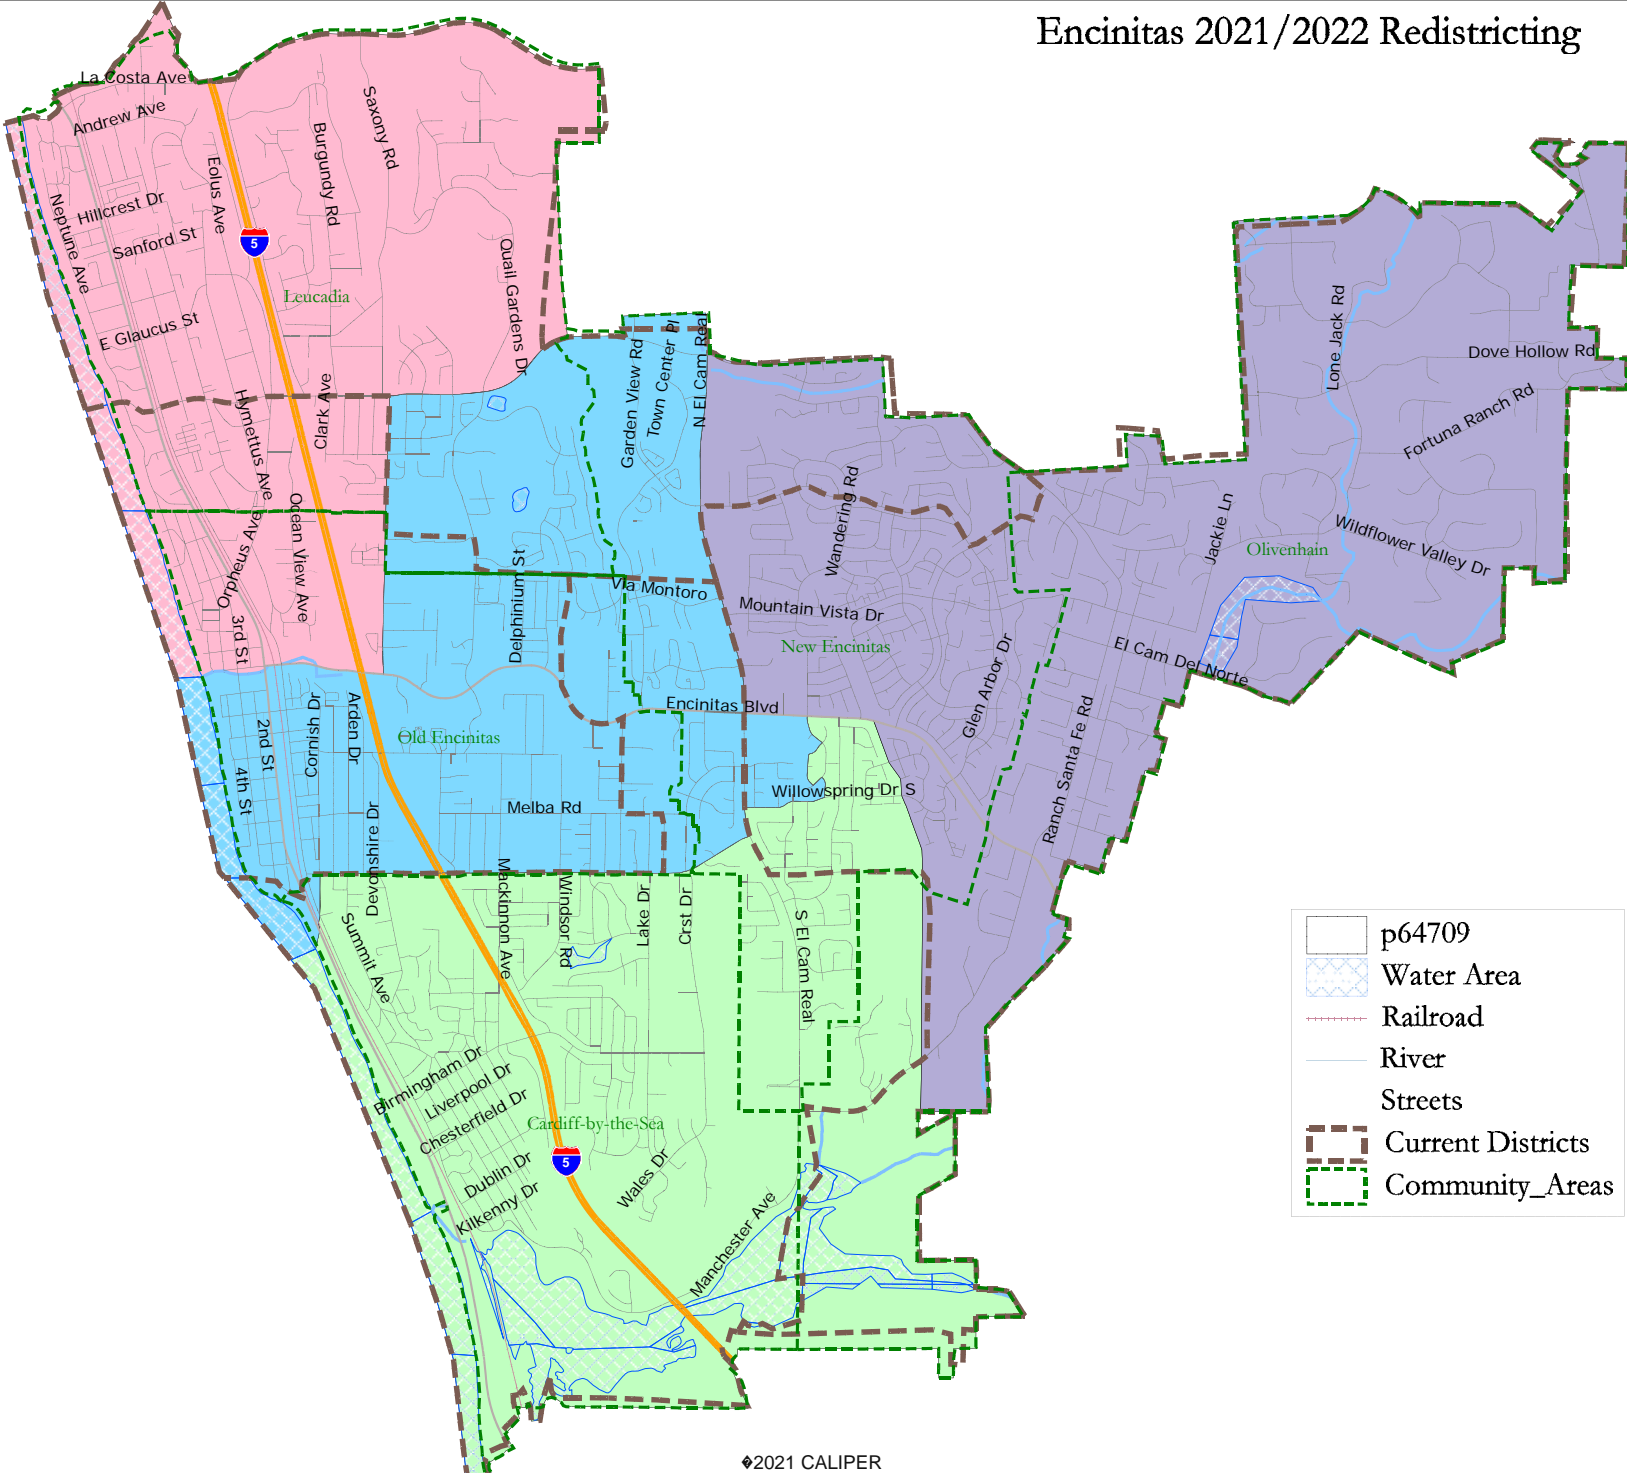 Encinitas 2021/2022 Redistricting
La Costa Ave
Andrew Ave
Saxony Rd
Burgundy Rd
Eolus Ave
Hillcrest Dr
Neptune Ave
Sanford St
5
Quail Gardens Dr
Leucadia
E Glaucus St
Lone Jack Rd
Dove Hollow Rd
Garden View Rd
Town Center Pl
N El Cam Real
Clark Ave
Hymettus Ave
Fortuna Ranch Rd
Wandering Rd
Ocean View Ave
Orpheus Ave
Jackie Ln
Wildflower Valley Dr
Olivenhain
Delphinium St
Via Montoro
Mountain Vista Dr
3rd St
New Encinitas
Glen Arbor Dr
El Cam Del Norte
Encinitas Blvd
Ranch Santa Fe Rd
2nd St
Cornish Dr
Arden Dr
Old Encinitas
4th St
Willowspring Dr S
Melba Rd
Devonshire Dr
Mackinnon Ave
Windsor Rd
Lake Dr
Crst Dr
S El Cam Real
Summit Ave
Birmingham Dr
Liverpool Dr
Chesterfield Dr
Cardiff-by-the-Sea
5
Dublin Dr
Wales Dr
Kilkenny Dr
Manchester Ave
p64709
Water Area
Railroad
River
Streets
Current Districts
Community_Areas
�2021 CALIPER